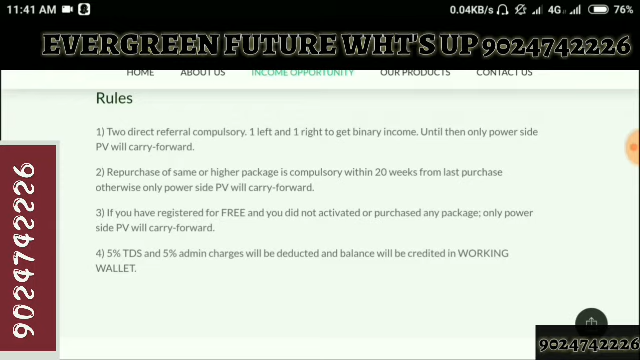 11:41 AM 0.04KB/s 4G 76%
EVERGREEN FUTURE WHT'S UP 9024742226
HOME ABOUT US INCOME OPPORTUNITY OUR PRODUCTS CONTACT US
Rules
1) Two direct referral compulsory. 1 left and 1 right to get binary income. Until then only power side
PV will carry-forward.
2) Repurchase of same or higher package is compulsory within 20 weeks from last purchase
otherwise only power side PV will carry-forward.
3) If you have registered for FREE and you did not activated or purchased any package; only power
side PV will carry-forward.
4) 5% TDS and 5% admin charges will be deducted and balance will be credited in WORKING
WALLET.
9024742226
9024742226